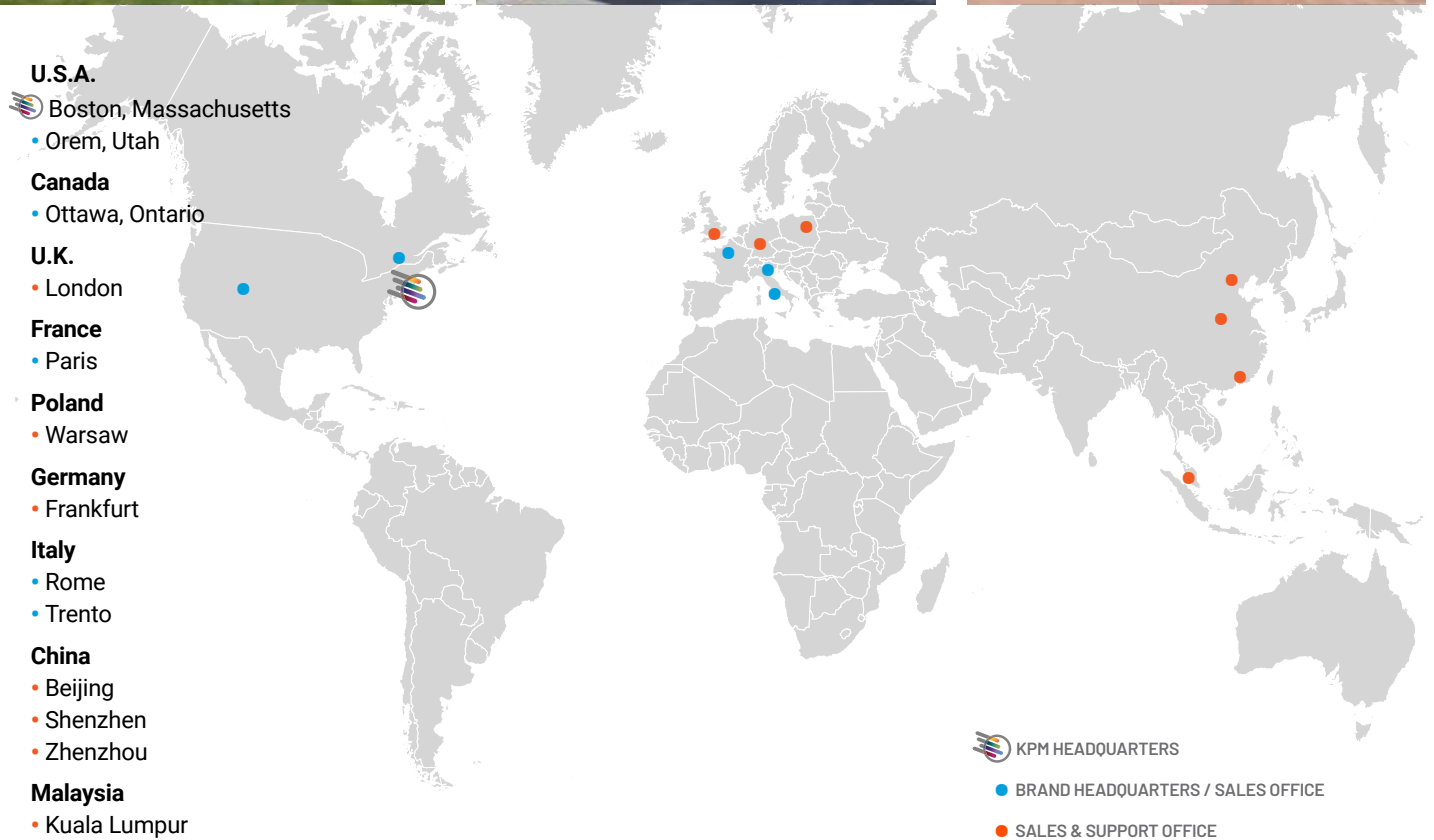 U.S.A.
Boston, Massachusetts
• Orem, Utah
Canada
• Ottawa, Ontario
U.K.
• London
France
• Paris
Poland
• Warsaw
Germany
• Frankfurt
Italy
• Rome
• Trento
China
• Beijing
• Shenzhen
• Zhenzhou
Malaysia
• Kuala Lumpur
KPM HEADQUARTERS
BRAND HEADQUARTERS / SALES OFFICE
SALES & SUPPORT OFFICE